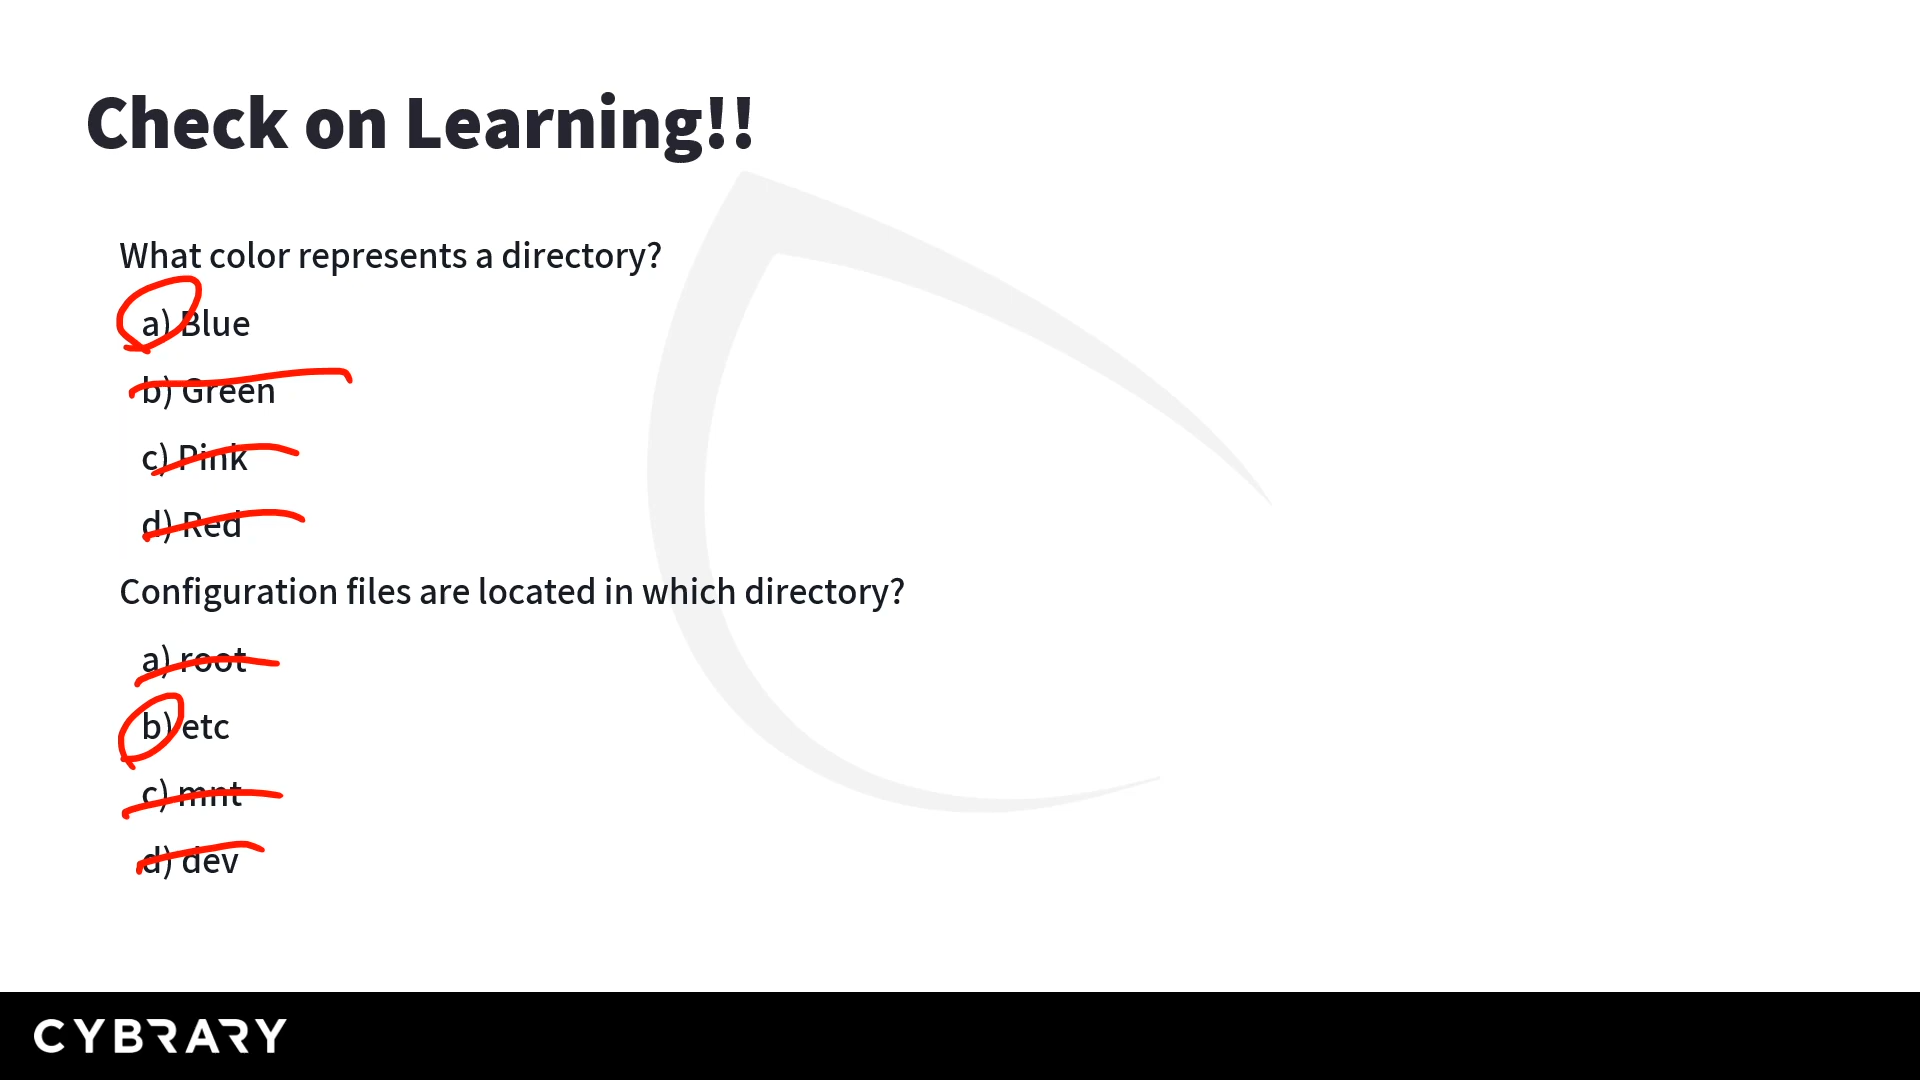 Check on Learning!!
What color represents a directory?
a) Blue
b) Green
c) Pink
d) Red
Configuration files are located in which directory?
a) root
b) etc
c) mnt
d) dev
CYBRARY